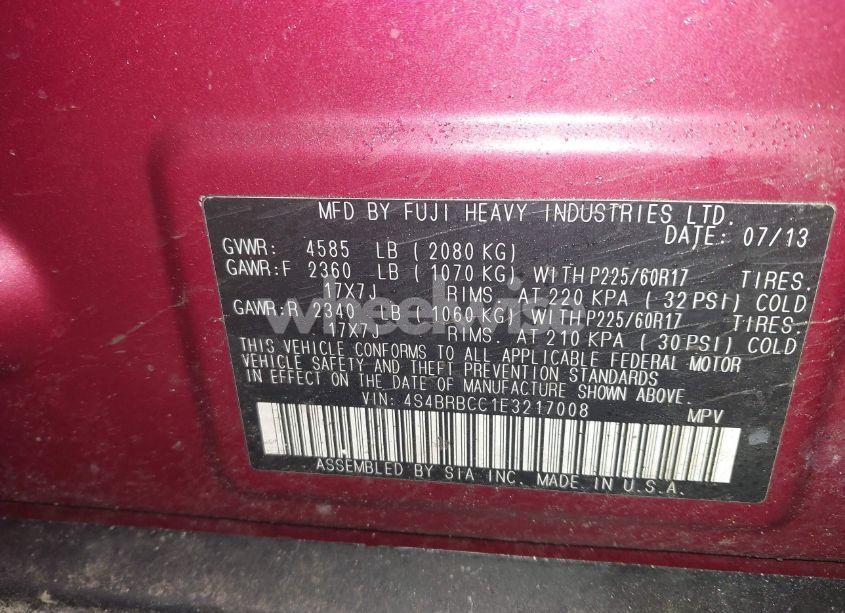 MFD BY FUJI HEAVY INDUSTRIES LTD.
DATE: 07/13
GVWR: 4585 LB (2080 KG)
GAWR:F 2360 LB (1070 KG) WITH P225/60R17 TIRES.
17X7J RIMS. AT 220 KPA (32 PSI) COLD
GAWR:R 2340 LB (1060 KG) WITH P225/60R17 TIRES.
17X7J RIMS. AT 210 KPA (30 PSI) COLD
THIS VEHICLE CONFORMS TO ALL APPLICABLE FEDERAL MOTOR
VEHICLE SAFETY AND THEFT PREVENTION STANDARDS
IN EFFECT ON THE DATE OF MANUFACTURE SHOWN ABOVE.
VIN: 4S4BRBCC1E3217008 MPV
ASSEMBLED BY SIA INC. MADE IN U.S.A.
wheelwise